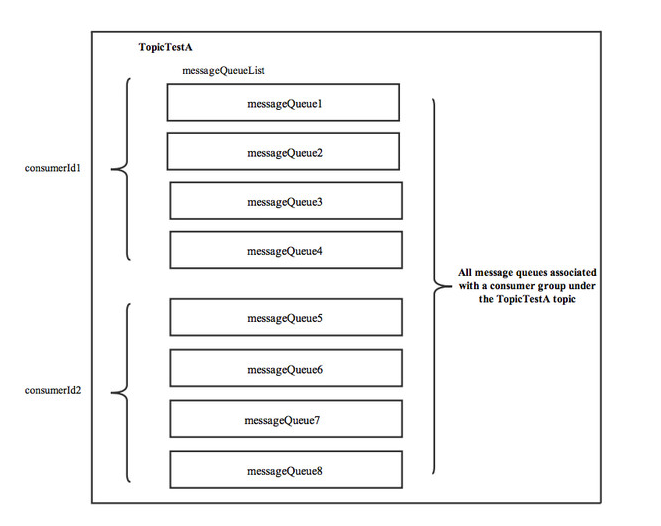 TopicTestA
messageQueueList
messageQueue1
messageQueue2
consumerId1
messageQueue3
messageQueue4
All message queues associated
with a consumer group under
the TopicTestA topic
messageQueue5
messageQueue6
consumerId2
messageQueue7
messageQueue8